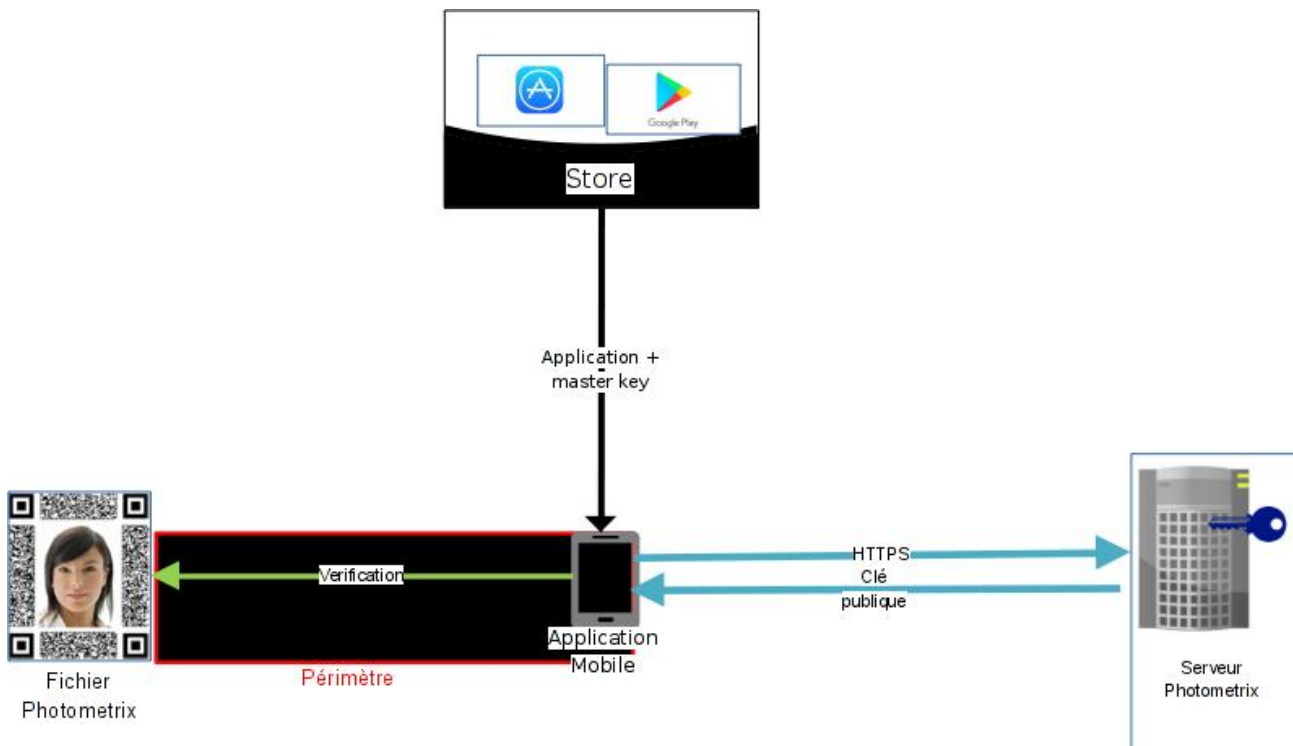 Google Play
Store
Application +
master key
Verification
HTTPS
Clé
publique
Application
Mobile
Périmètre
Fichier
Photometrix
Serveur
Photometrix